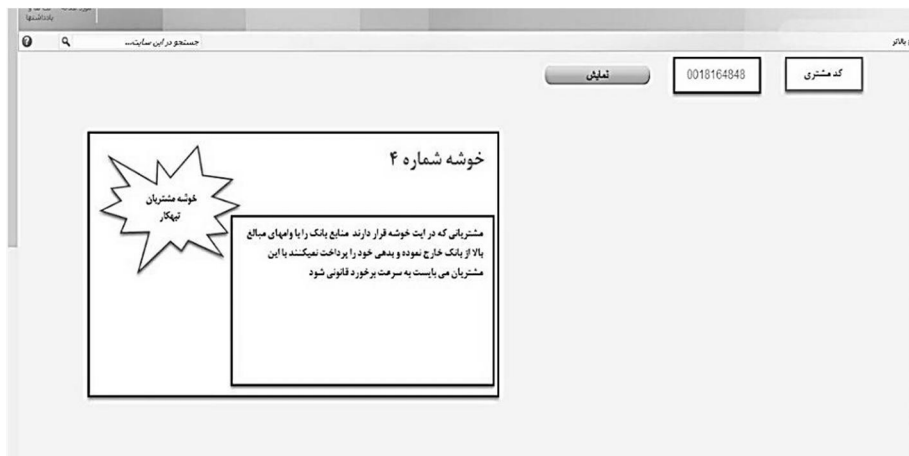 یادداشتها
جستجو در این سایت...
بالاتر
کد مشتری
0018164848
نمایش
خوشه شماره ۴
خوشه مشتریان
تبهکار
مشتریانی که در ایت خوشه قرار دارند منابع بانک را با وامهای مبالغ
بالا از بانک خارج نموده و بدهی خود را پرداخت نمیکنند با این
مشتریان می بایست به سرعت برخورد قانونی شود